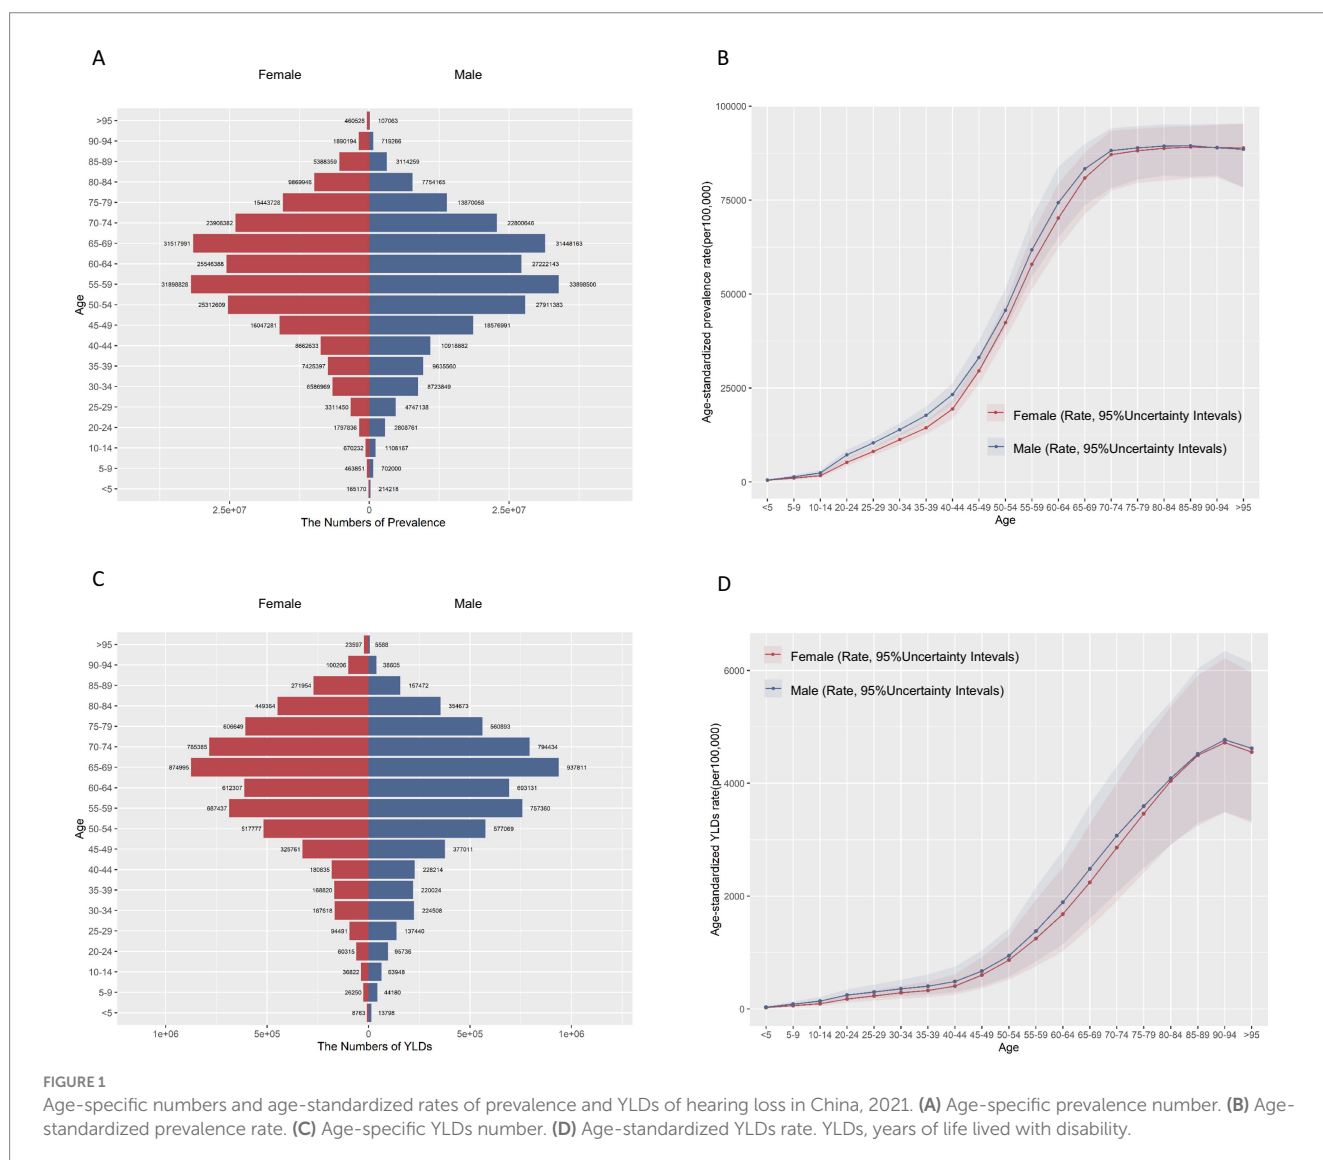 A
Female Male
>95 460528 107063
90-94 1890194 719266
85-89 5388359 3114259
80-84 9869946 7754165
75-79 15443728 13870058
70-74 23908382 22800646
65-69 31517991 31448163
60-64 25546388 27222143
55-59 31898828 33898500
50-54 25312609 27911383
45-49 16047281 18576991
40-44 8662633 10918882
35-39 7425397 9635560
30-34 6586969 8723849
25-29 3311450 4747138
20-24 1797836 2808761
10-14 670232 1106167
5-9 463851 702000
<5 165170 214218
Age
2.5e+07 0 2.5e+07
The Numbers of Prevalence
B
100000
75000
50000
25000
0
Age-standardized prevalence rate(per100,000)
Female (Rate, 95%Uncertainty Intevals)
Male (Rate, 95%Uncertainty Intevals)
<5 5-9 10-14 20-24 25-29 30-34 35-39 40-44 45-49 50-54 55-59 60-64 65-69 70-74 75-79 80-84 85-89 90-94 >95
Age
C
Female Male
>95 23597 5588
90-94 100206 38605
85-89 271954 157472
80-84 449364 354673
75-79 606649 560893
70-74 785385 794434
65-69 874995 937811
60-64 612307 693131
55-59 687437 757360
50-54 517777 577069
45-49 325761 377011
40-44 180835 228214
35-39 168820 220024
30-34 167518 224508
25-29 94491 137440
20-24 60315 95736
10-14 36822 63948
5-9 26250 44180
<5 8763 13798
Age
1e+06 5e+05 0 5e+05 1e+06
The Numbers of YLDs
D
6000
4000
2000
0
Age-standardized YLDs rate(per100,000)
Female (Rate, 95%Uncertainty Intevals)
Male (Rate, 95%Uncertainty Intevals)
<5 5-9 10-14 20-24 25-29 30-34 35-39 40-44 45-49 50-54 55-59 60-64 65-69 70-74 75-79 80-84 85-89 90-94 >95
Age
FIGURE 1
Age-specific numbers and age-standardized rates of prevalence and YLDs of hearing loss in China, 2021. (A) Age-specific prevalence number. (B) Age-
standardized prevalence rate. (C) Age-specific YLDs number. (D) Age-standardized YLDs rate. YLDs, years of life lived with disability.